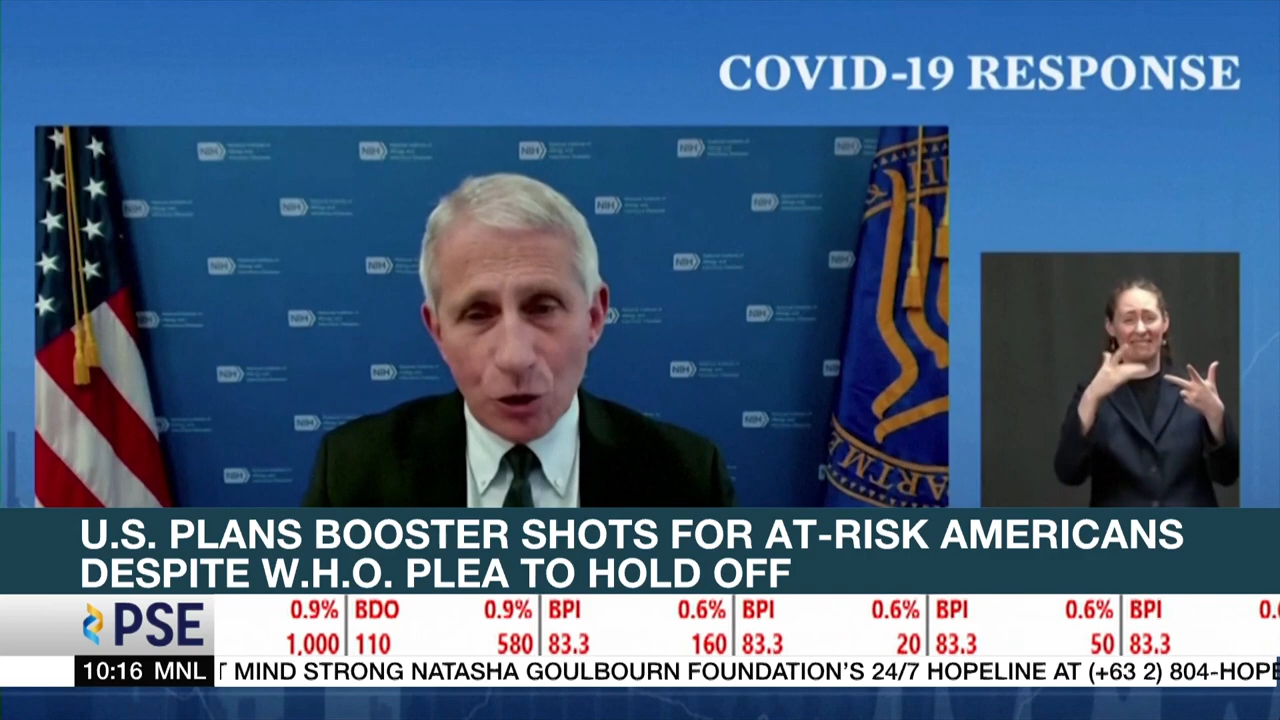 COVID-19 RESPONSE
NIH
U.S. PLANS BOOSTER SHOTS FOR AT-RISK AMERICANS
DESPITE W.H.O. PLEA TO HOLD OFF
PSE
0.9% BDO 0.9% BPI 0.6% BPI 0.6% BPI 0.6% BPI
1,000 110 580 83.3 160 83.3 20 83.3 50 83.3
10:16 MNL T MIND STRONG NATASHA GOULBOURN FOUNDATION'S 24/7 HOPELINE AT (+63 2) 804-HOPE